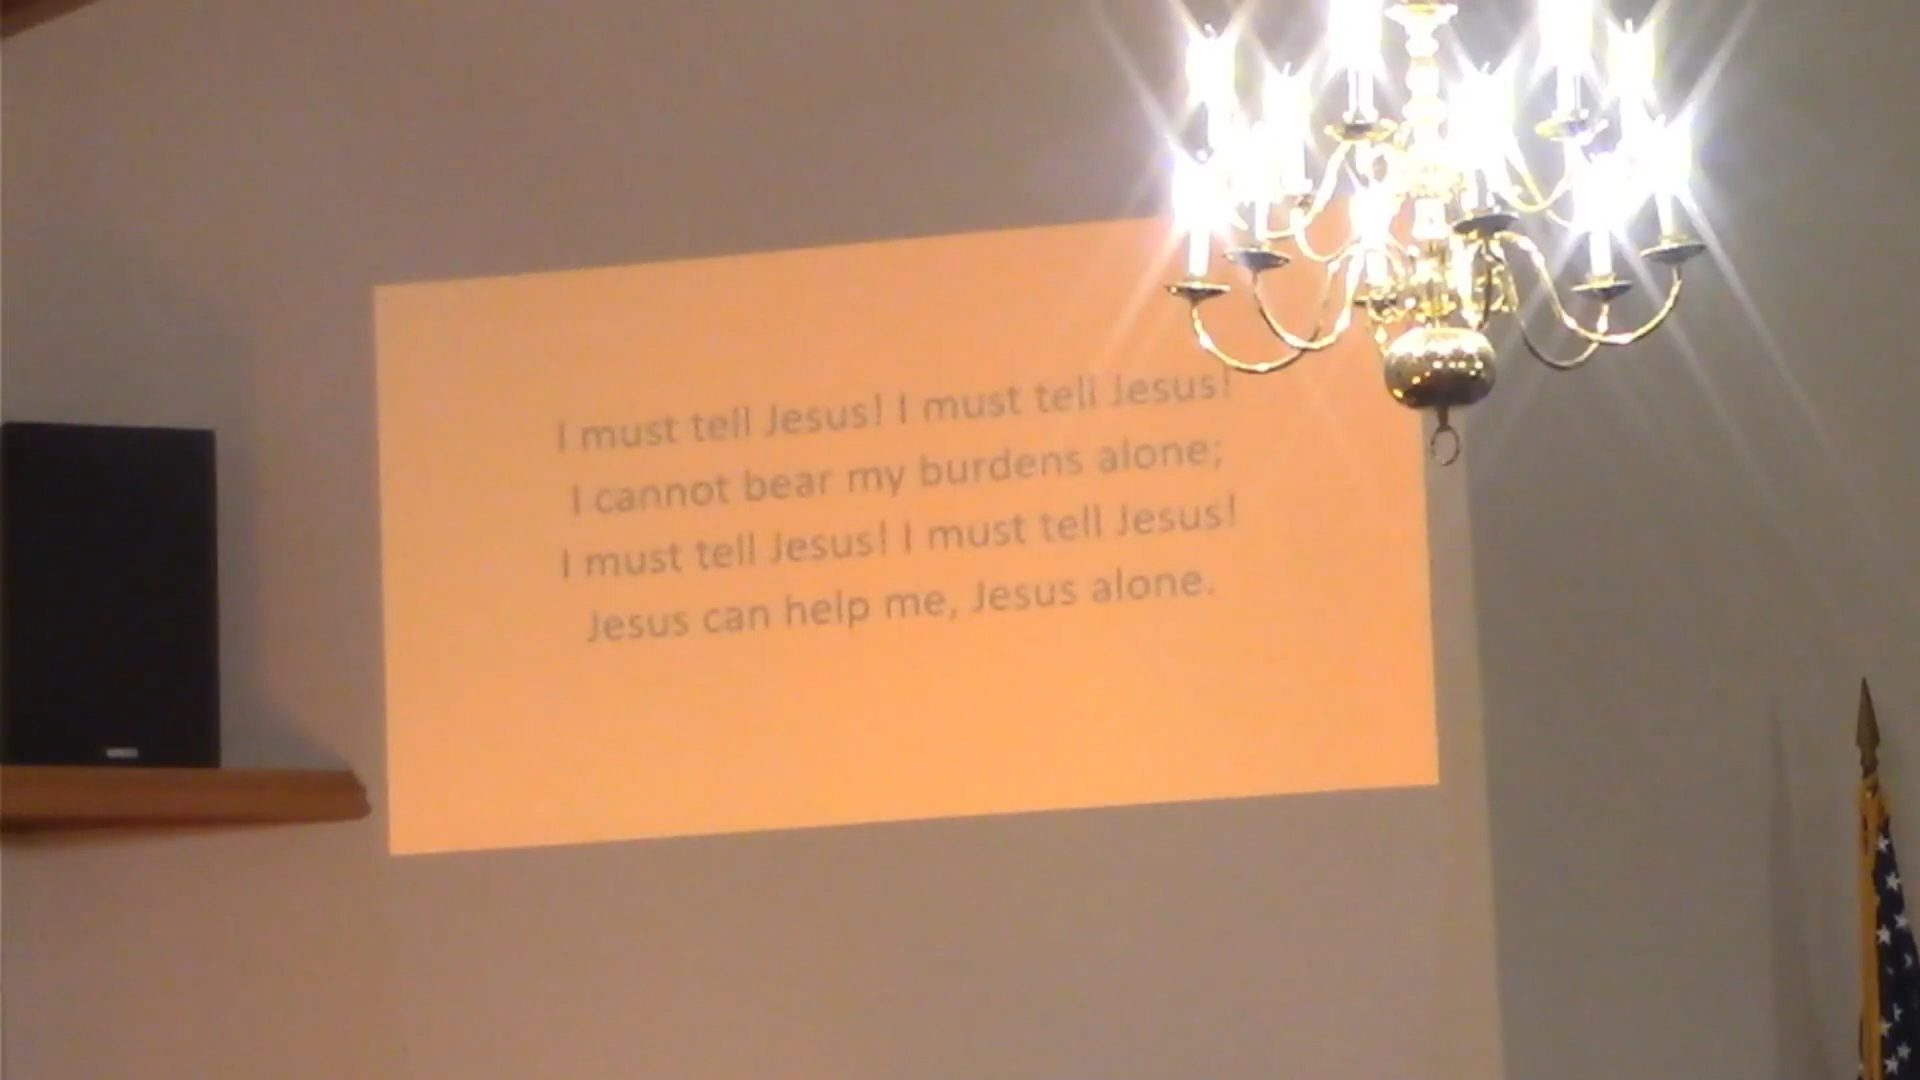 I must tell Jesus! I must tell Jesus!
I cannot bear my burdens alone;
I must tell Jesus! I must tell Jesus!
Jesus can help me, Jesus alone.